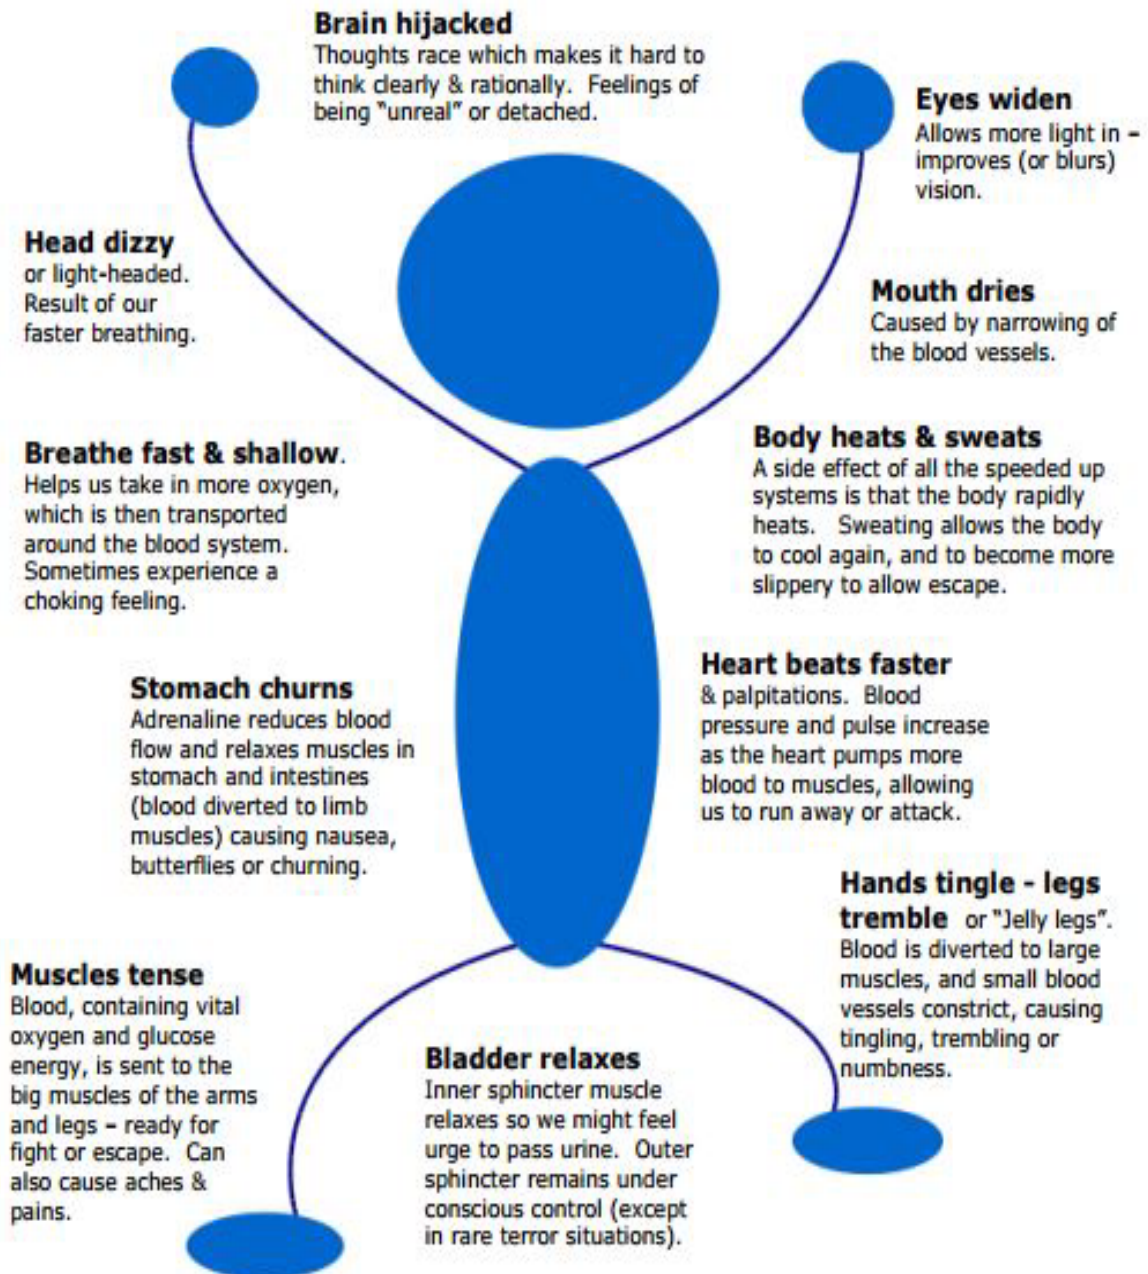 Brain hijacked
Thoughts race which makes it hard to
think clearly & rationally. Feelings of
being "unreal" or detached.
Eyes widen
Allows more light in –
improves (or blurs)
vision.
Head dizzy
or light-headed.
Result of our
faster breathing.
Mouth dries
Caused by narrowing of
the blood vessels.
Breathe fast & shallow.
Helps us take in more oxygen,
which is then transported
around the blood system.
Sometimes experience a
choking feeling.
Body heats & sweats
A side effect of all the speeded up
systems is that the body rapidly
heats. Sweating allows the body
to cool again, and to become more
slippery to allow escape.
Stomach churns
Adrenaline reduces blood
flow and relaxes muscles in
stomach and intestines
(blood diverted to limb
muscles) causing nausea,
butterflies or churning.
Heart beats faster
& palpitations. Blood
pressure and pulse increase
as the heart pumps more
blood to muscles, allowing
us to run away or attack.
Hands tingle - legs
tremble or "Jelly legs".
Blood is diverted to large
muscles, and small blood
vessels constrict, causing
tingling, trembling or
numbness.
Muscles tense
Blood, containing vital
oxygen and glucose
energy, is sent to the
big muscles of the arms
and legs – ready for
fight or escape. Can
also cause aches &
pains.
Bladder relaxes
Inner sphincter muscle
relaxes so we might feel
urge to pass urine. Outer
sphincter remains under
conscious control (except
in rare terror situations).